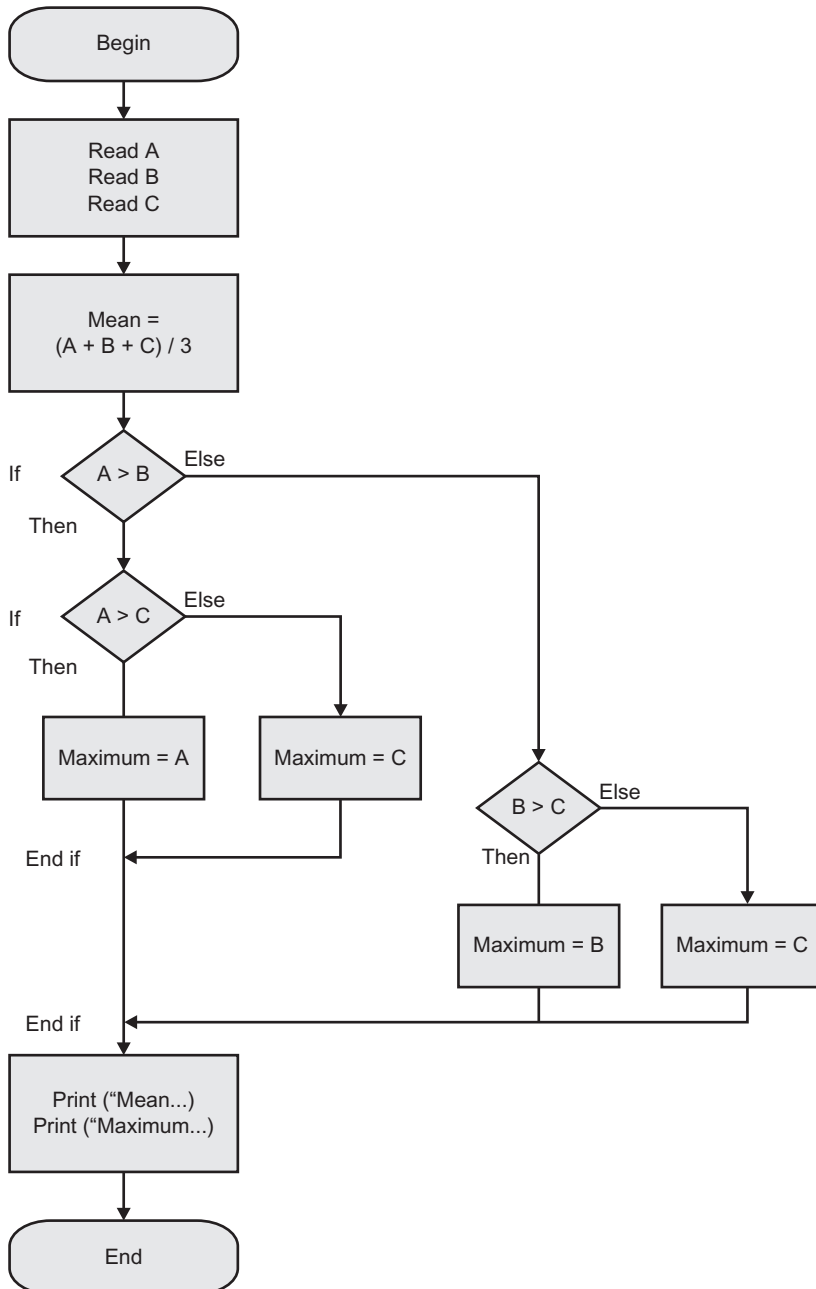 Begin
Read A
Read B
Read C
Mean =
(A + B + C) / 3
If
A > B
Else
Then
If
A > C
Else
Then
Maximum = A
Maximum = C
B > C
Else
Then
End if
Maximum = B
Maximum = C
End if
Print (“Mean...)
Print (“Maximum...)
End